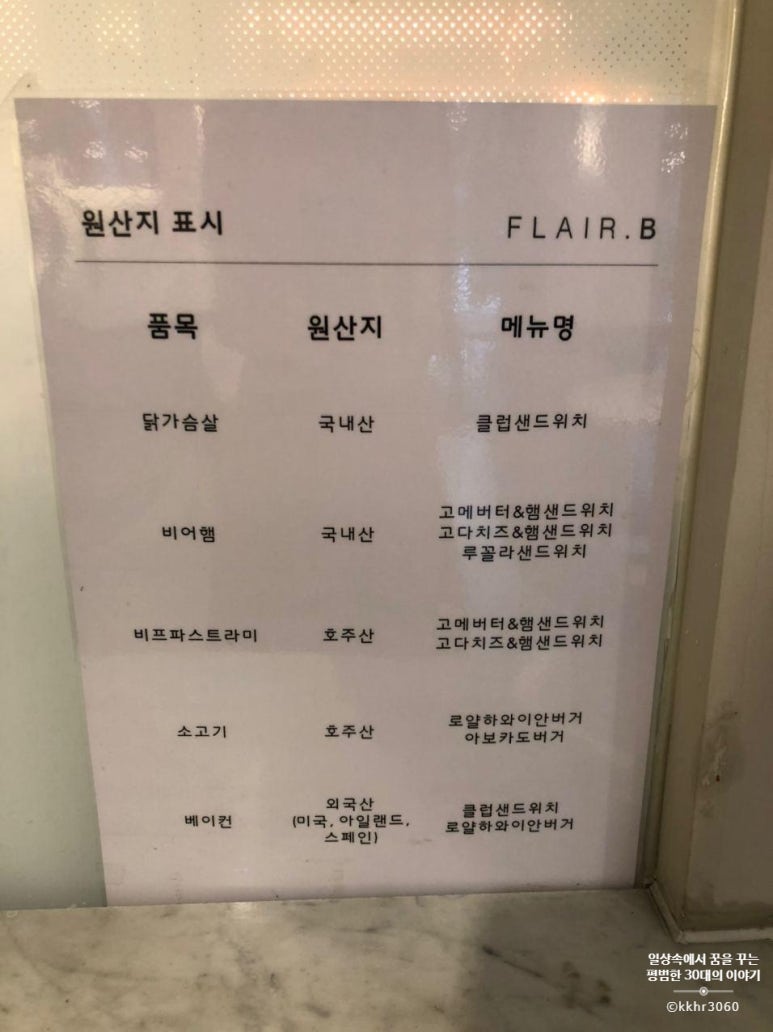 원산지 표시 FLAIR.B
품목 원산지 메뉴명
닭가슴살 국내산 클럽샌드위치
고메버터&햄샌드위치
비어햄 국내산 고다치즈&햄샌드위치
루꼴라샌드위치
고메버터&햄샌드위치
비프파스트라미 호주산 고다치즈&햄샌드위치
로얄하와이안버거
소고기 호주산 아보카도버거
외국산
베이컨 (미국, 아일랜드, 클럽샌드위치
스페인) 로얄하와이안버거
일상속에서 꿈을 꾸는
평범한 30대의 이야기
©kkhr3060